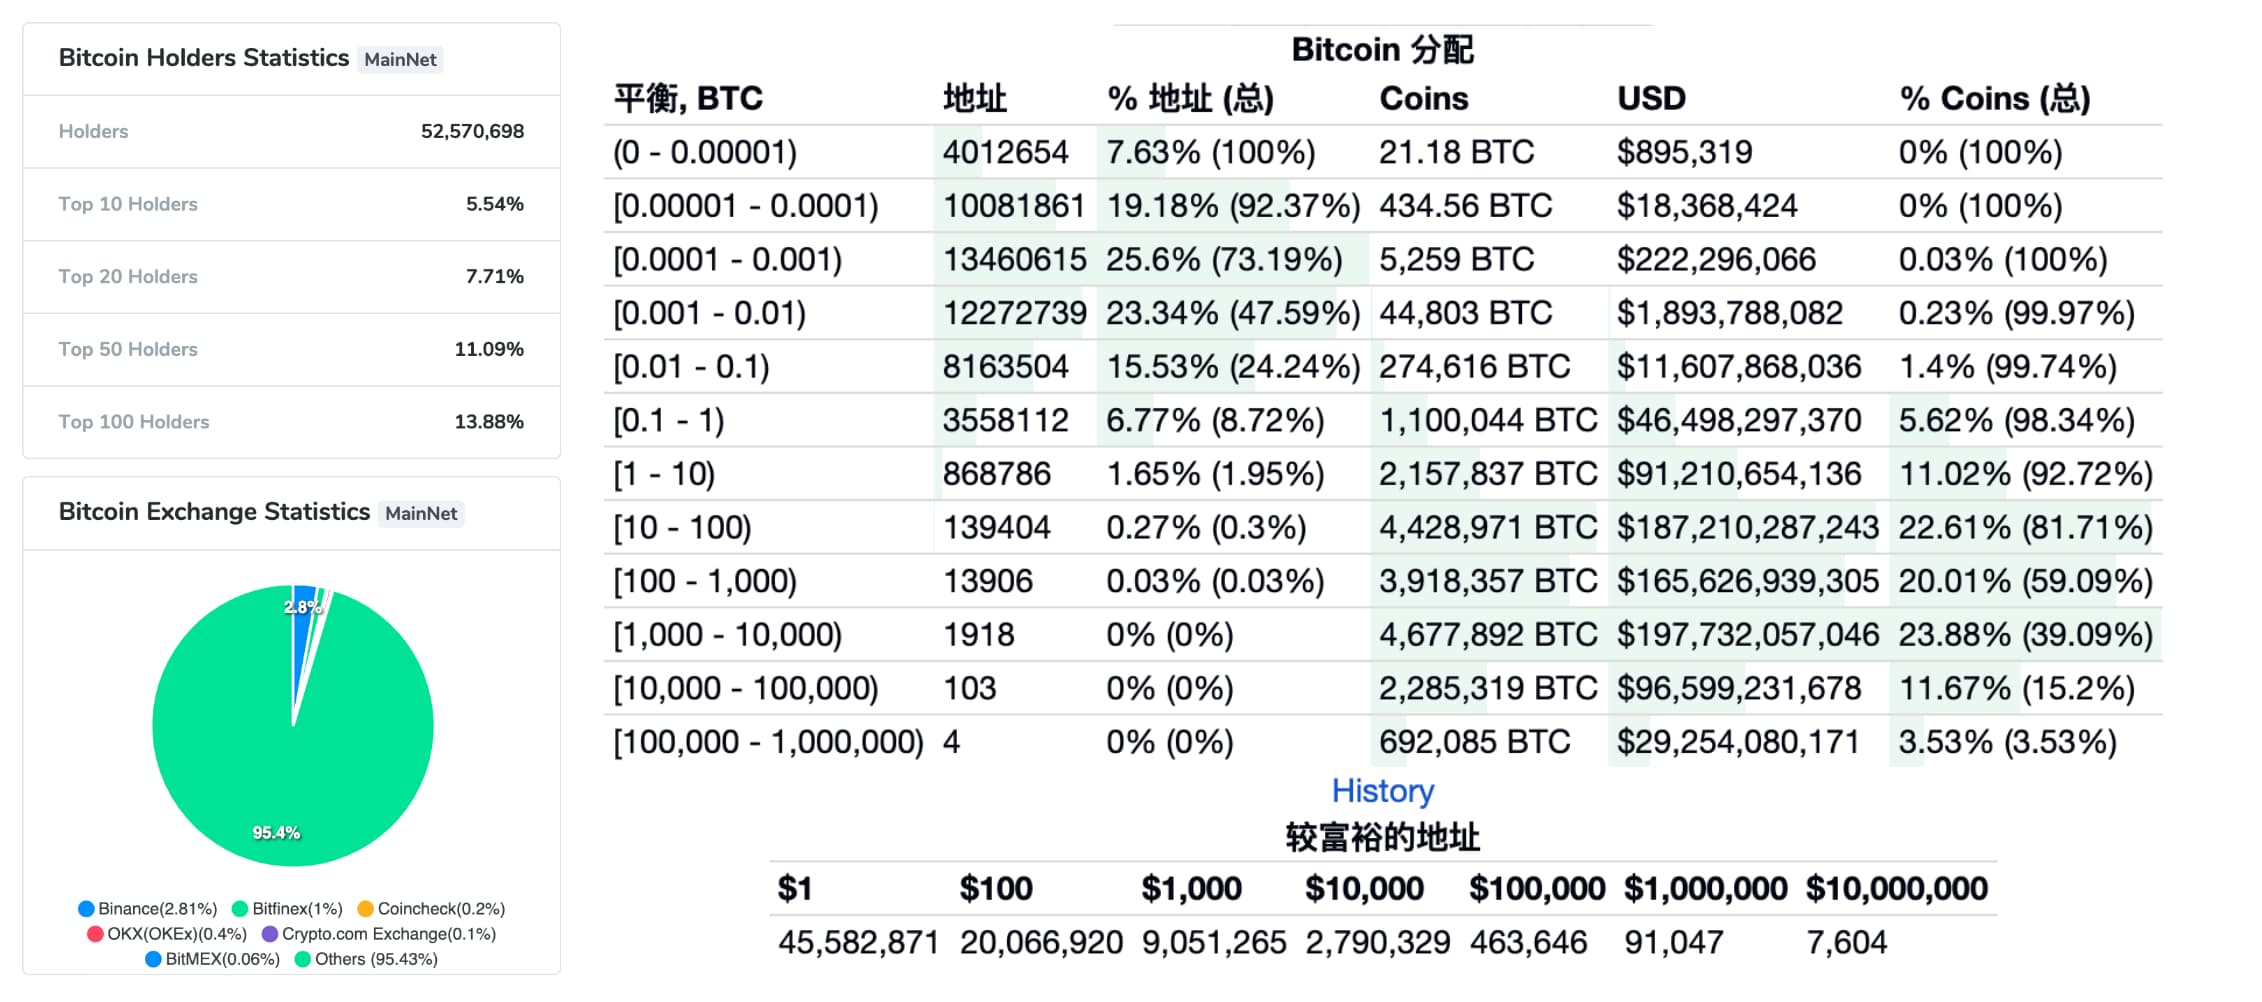 Bitcoin Holders Statistics MainNet
Holders 52,570,698
Top 10 Holders 5.54%
Top 20 Holders 7.71%
Top 50 Holders 11.09%
Top 100 Holders 13.88%
Bitcoin Exchange Statistics MainNet
2.8%
95.4%
Binance(2.81%) Bitfinex(1%) Coincheck(0.2%)
OKX(OKEx)(0.4%) Crypto.com Exchange(0.1%)
BitMEX(0.06%) Others (95.43%)
Bitcoin 分配
平衡, BTC 地址 % 地址 (总) Coins USD % Coins (总)
(0 - 0.00001) 4012654 7.63% (100%) 21.18 BTC $895,319 0% (100%)
[0.00001 - 0.0001) 10081861 19.18% (92.37%) 434.56 BTC $18,368,424 0% (100%)
[0.0001 - 0.001) 13460615 25.6% (73.19%) 5,259 BTC $222,296,066 0.03% (100%)
[0.001 - 0.01) 12272739 23.34% (47.59%) 44,803 BTC $1,893,788,082 0.23% (99.97%)
[0.01 - 0.1) 8163504 15.53% (24.24%) 274,616 BTC $11,607,868,036 1.4% (99.74%)
[0.1 - 1) 3558112 6.77% (8.72%) 1,100,044 BTC $46,498,297,370 5.62% (98.34%)
[1 - 10) 868786 1.65% (1.95%) 2,157,837 BTC $91,210,654,136 11.02% (92.72%)
[10 - 100) 139404 0.27% (0.3%) 4,428,971 BTC $187,210,287,243 22.61% (81.71%)
[100 - 1,000) 13906 0.03% (0.03%) 3,918,357 BTC $165,626,939,305 20.01% (59.09%)
[1,000 - 10,000) 1918 0% (0%) 4,677,892 BTC $197,732,057,046 23.88% (39.09%)
[10,000 - 100,000) 103 0% (0%) 2,285,319 BTC $96,599,231,678 11.67% (15.2%)
[100,000 - 1,000,000) 4 0% (0%) 692,085 BTC $29,254,080,171 3.53% (3.53%)
History
较富裕的地址
$1 $100 $1,000 $10,000 $100,000 $1,000,000 $10,000,000
45,582,871 20,066,920 9,051,265 2,790,329 463,646 91,047 7,604